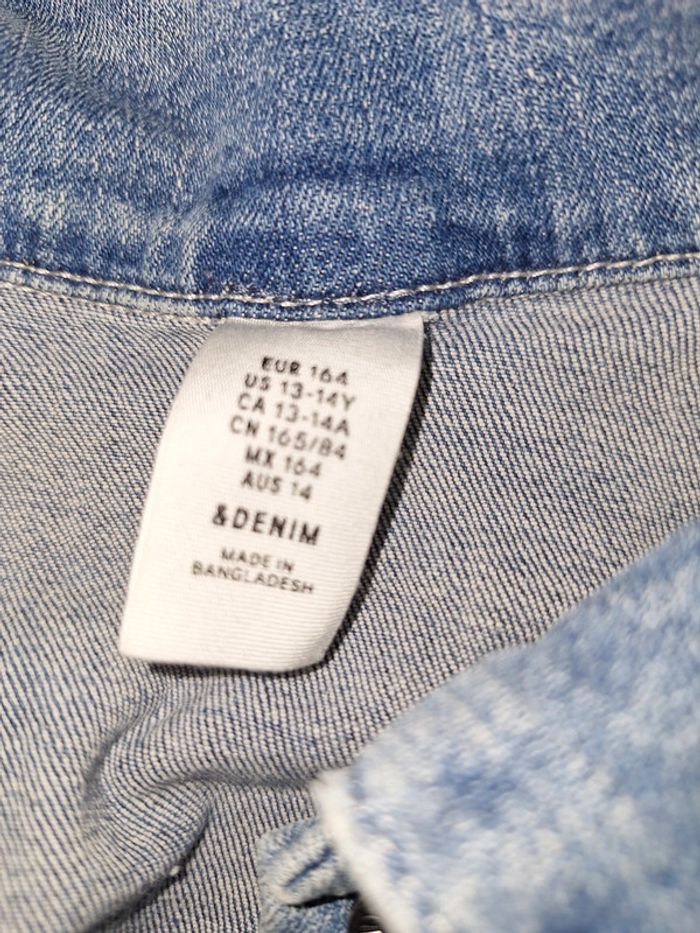 EUR 164
US 13-14Y
CA 13-14A
CN 165/84
MX 164
AUS 14
&DENIM
MADE IN
BANGLADESH